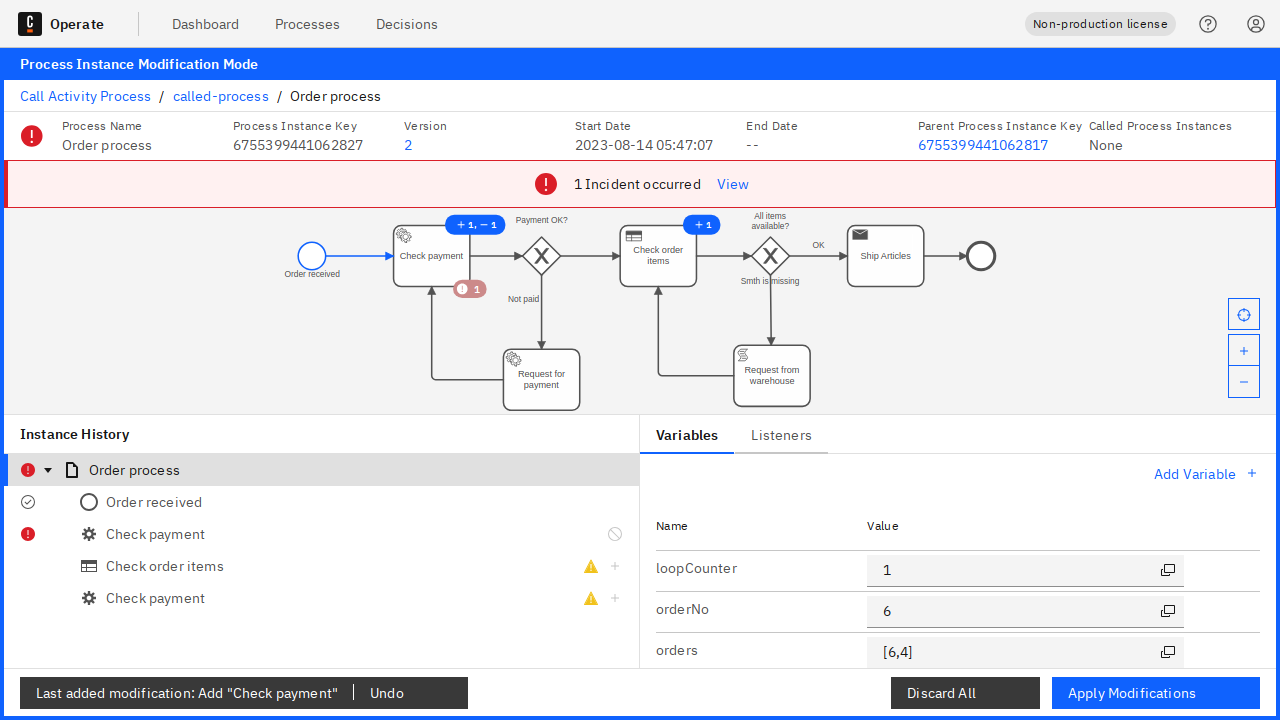 C Operate Dashboard Processes Decisions Non-production license
Process Instance Modification Mode
Call Activity Process / called-process / Order process
Process Name Process Instance Key Version Start Date End Date Parent Process Instance Key Called Process Instances
Order process 6755399441062827 2 2023-08-14 05:47:07 -- 6755399441062817 None
1 Incident occurred View
+ 1, − 1
Payment OK?
+ 1
All items
available?
Check payment
Check order
items
OK
Ship Articles
Order received
Smth is missing
1
Not paid
Request for
payment
Request from
warehouse
Instance History
Order process
Order received
Check payment
Check order items
Check payment
Variables Listeners
Add Variable +
Name Value
loopCounter 1
orderNo 6
orders [6,4]
Last added modification: Add "Check payment" Undo
Discard All Apply Modifications